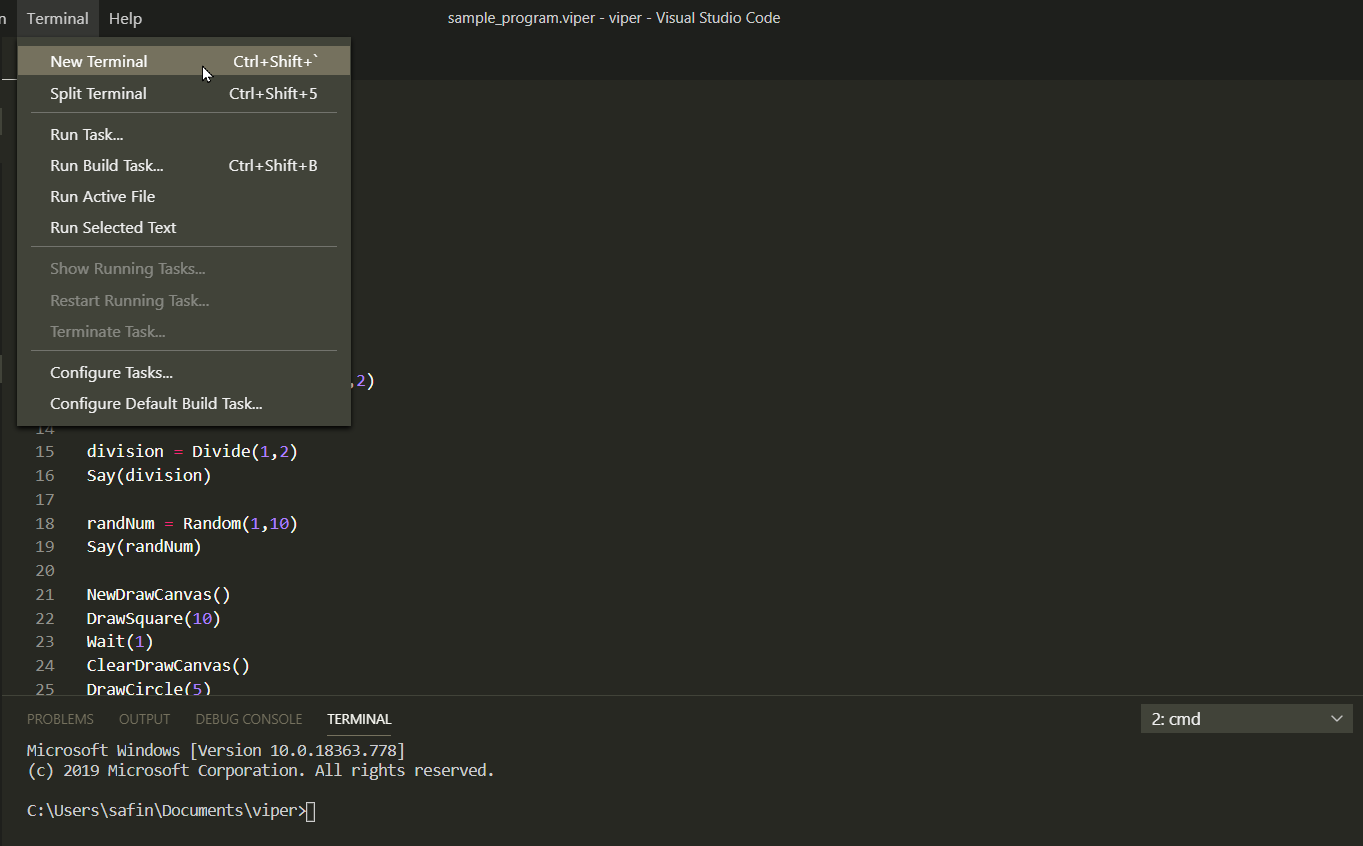 n Terminal Help sample_program.viper - viper - Visual Studio Code
New Terminal Ctrl+Shift+`
Split Terminal Ctrl+Shift+5
Run Task...
Run Build Task... Ctrl+Shift+B
Run Active File
Run Selected Text
Show Running Tasks...
Restart Running Task...
Terminate Task...
Configure Tasks...
,2)
Configure Default Build Task...
14
15 division = Divide(1,2)
16 Say(division)
17
18 randNum = Random(1,10)
19 Say(randNum)
20
21 NewDrawCanvas()
22 DrawSquare(10)
23 Wait(1)
24 ClearDrawCanvas()
25 DrawCircle(5)
PROBLEMS OUTPUT DEBUG CONSOLE TERMINAL 2: cmd
Microsoft Windows [Version 10.0.18363.778]
(c) 2019 Microsoft Corporation. All rights reserved.
C:\Users\safin\Documents\viper>